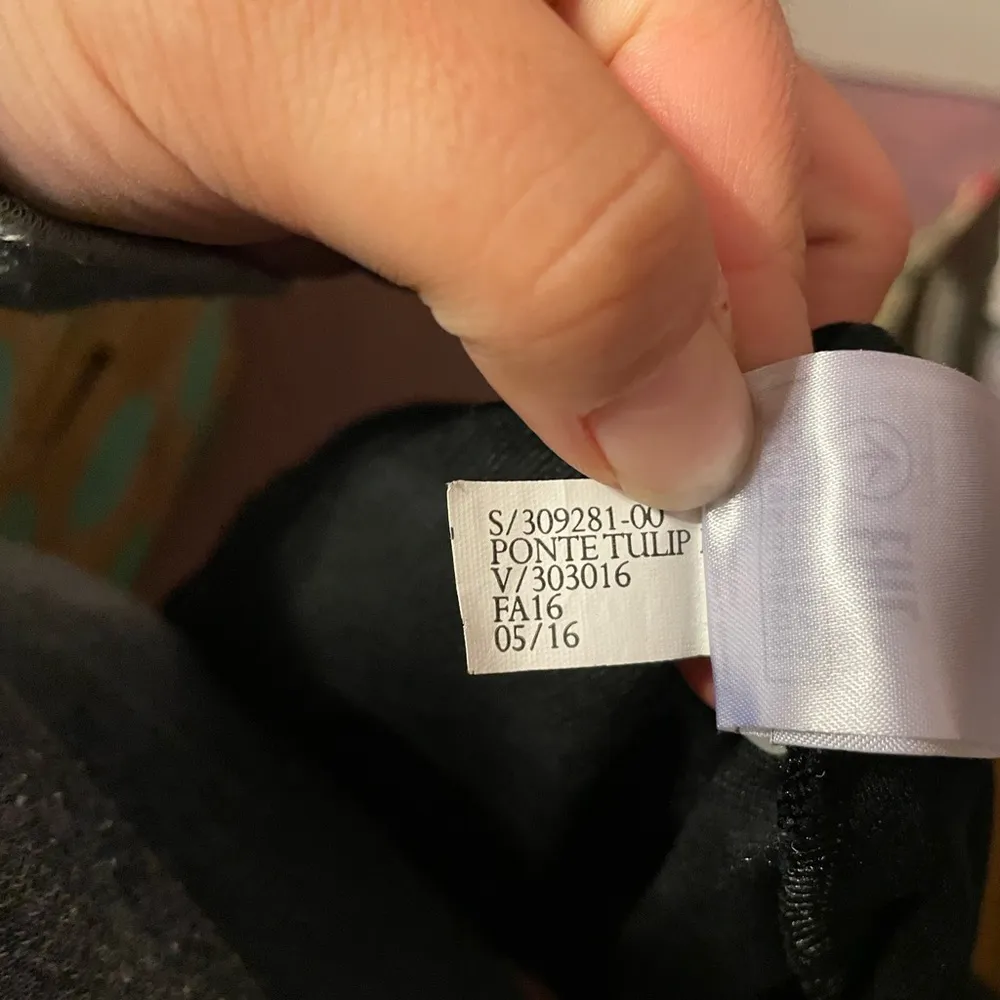 S/309281-00
PONTE TULIP
V/303016
FA16
05/16